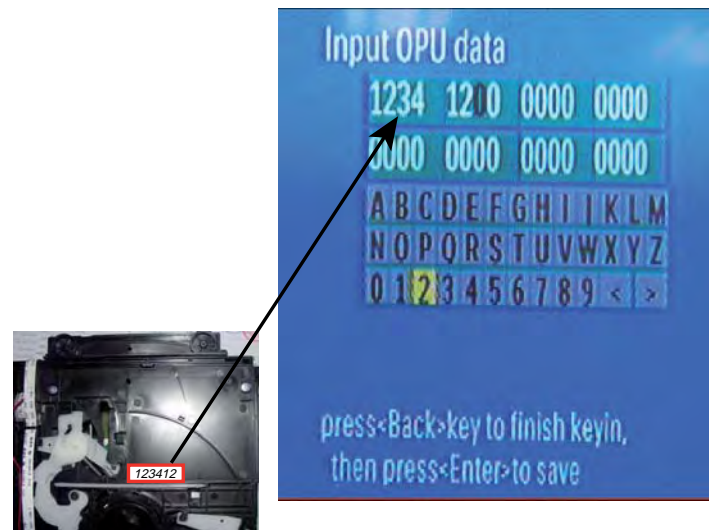 Input OPU data
1234 1200 0000 0000
0000 0000 0000 0000
A B C D E F G H I J K L M
N O P Q R S T U V W X Y Z
0 1 2 3 4 5 6 7 8 9 < >
press<Back>key to finish keyin,
then press<Enter>to save
123412